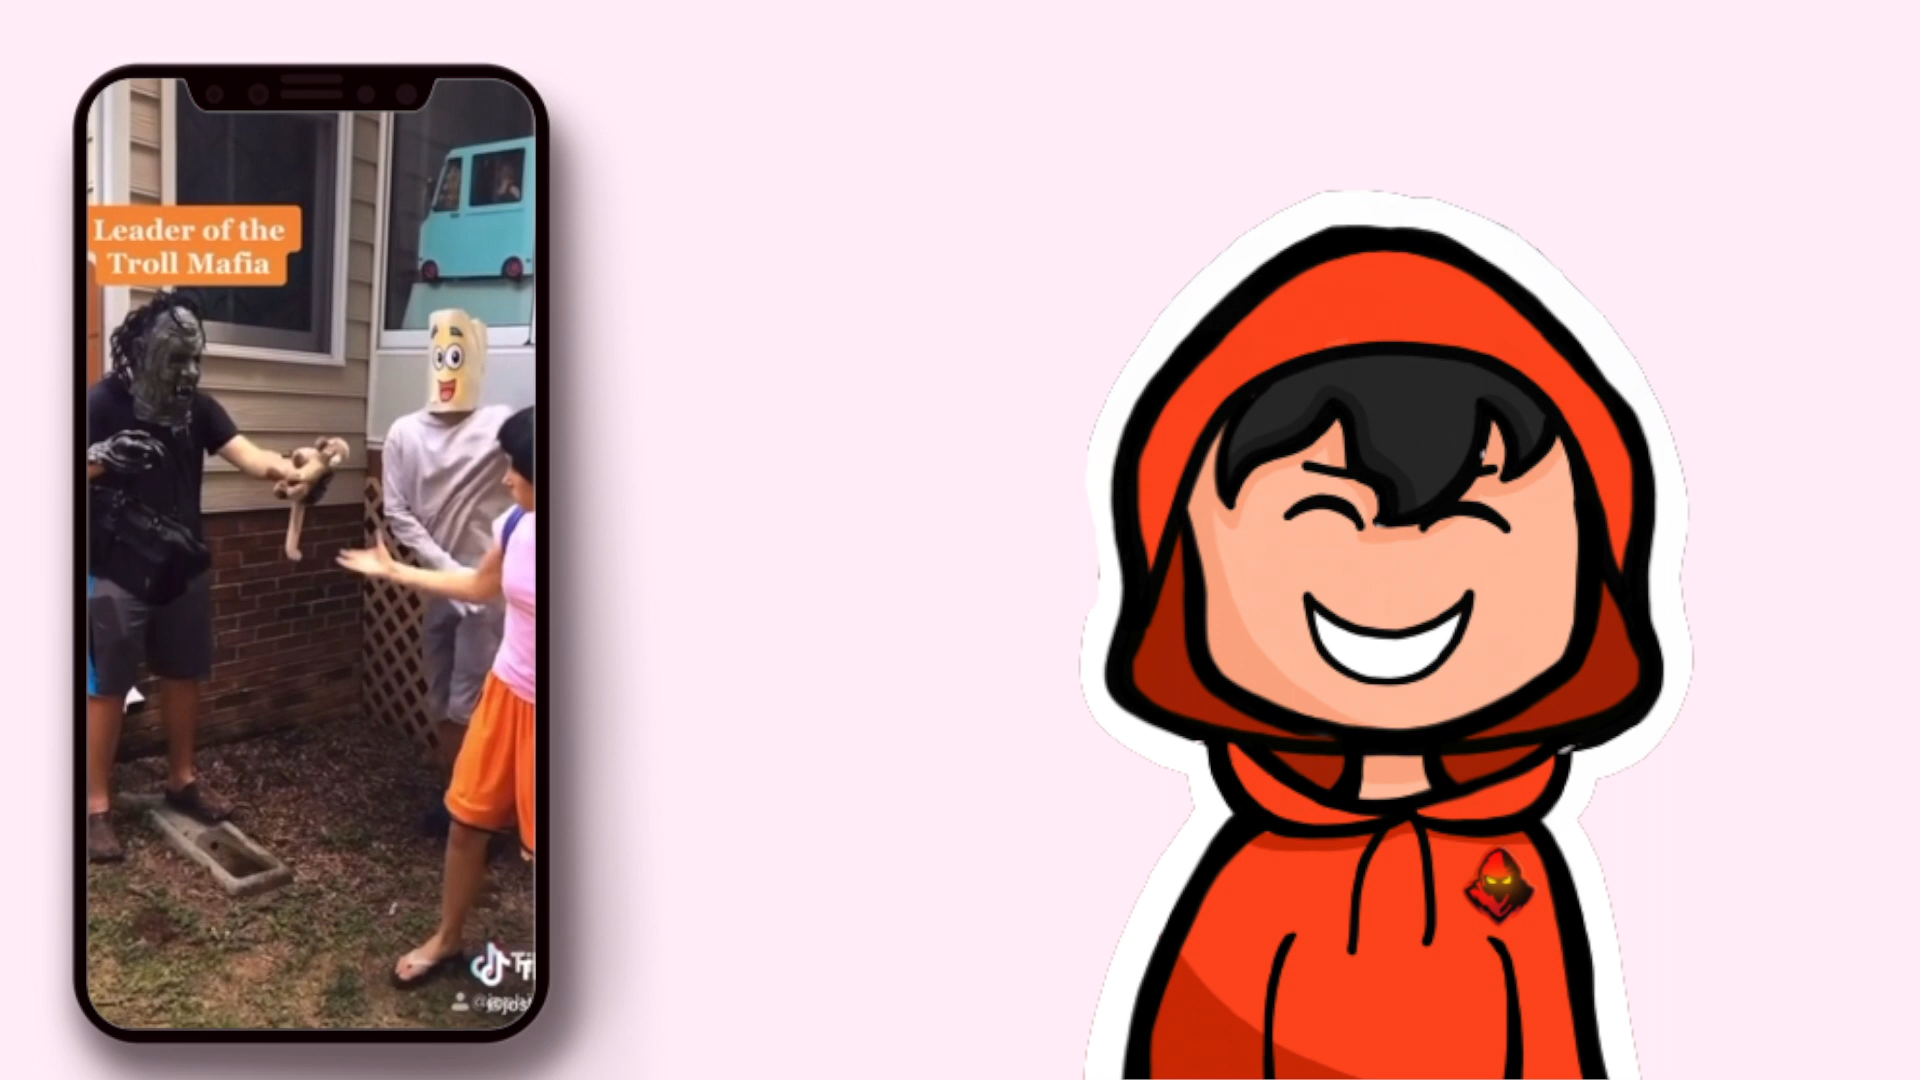 Leader of the
Troll Mafia